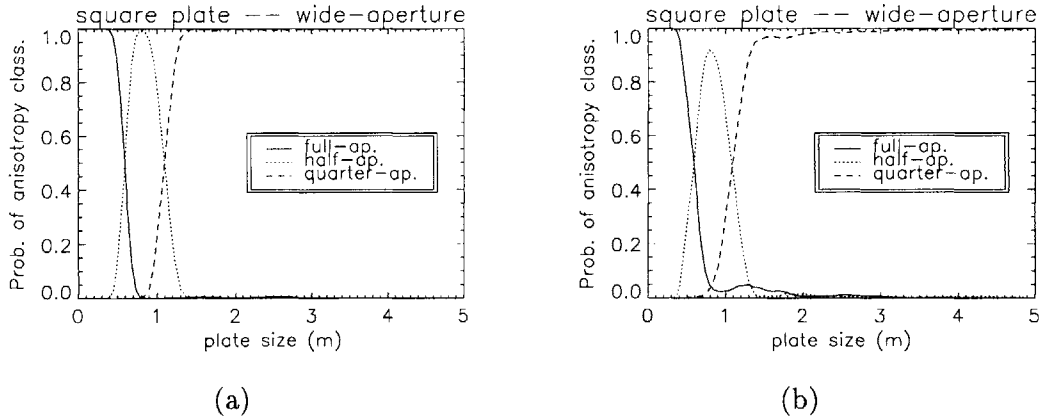 square plate — — wide-aperture
Prob. of anisotropy class.
1.0
0.8
0.6
0.4
0.2
0.0
full-ap.
half-ap.
quarter-ap.
0 1 2 3 4 5
plate size (m)
(a)
square plate — — wide-aperture
Prob. of anisotropy class.
1.0
0.8
0.6
0.4
0.2
0.0
full-ap.
half-ap.
quarter-ap.
0 1 2 3 4 5
plate size (m)
(b)